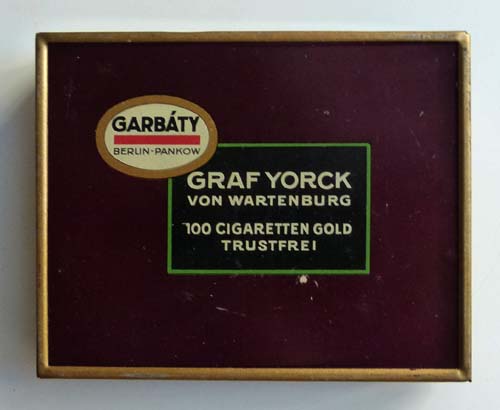 GARBÁTY
BERLIN-PANKOW
GRAF YORCK
VON WARTENBURG
100 CIGARETTEN GOLD
TRUSTFREI